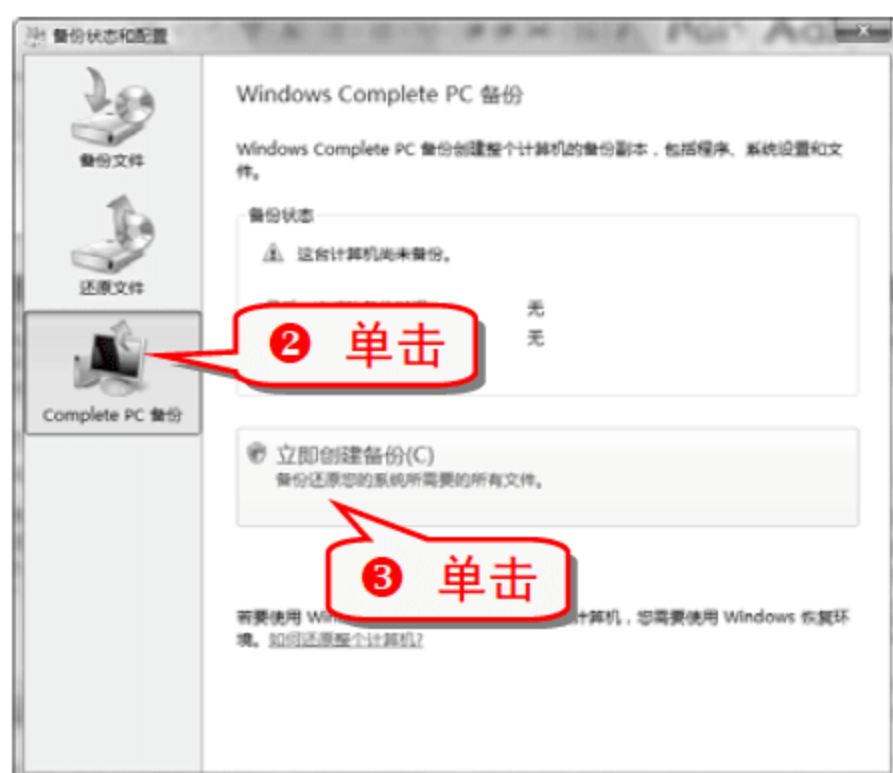 备份状态和配置
备份文件
还原文件
Complete PC 备份
Windows Complete PC 备份
Windows Complete PC 备份创建整个计算机的备份副本，包括程序、系统设置和文
件。
备份状态
这台计算机尚未备份。
无
无
❷ 单击
立即创建备份(C)
备份还原您的系统所需要的所有文件。
❸ 单击
若要使用 Win 计算机，您需要使用 Windows 恢复环
境。如何还原整个计算机?